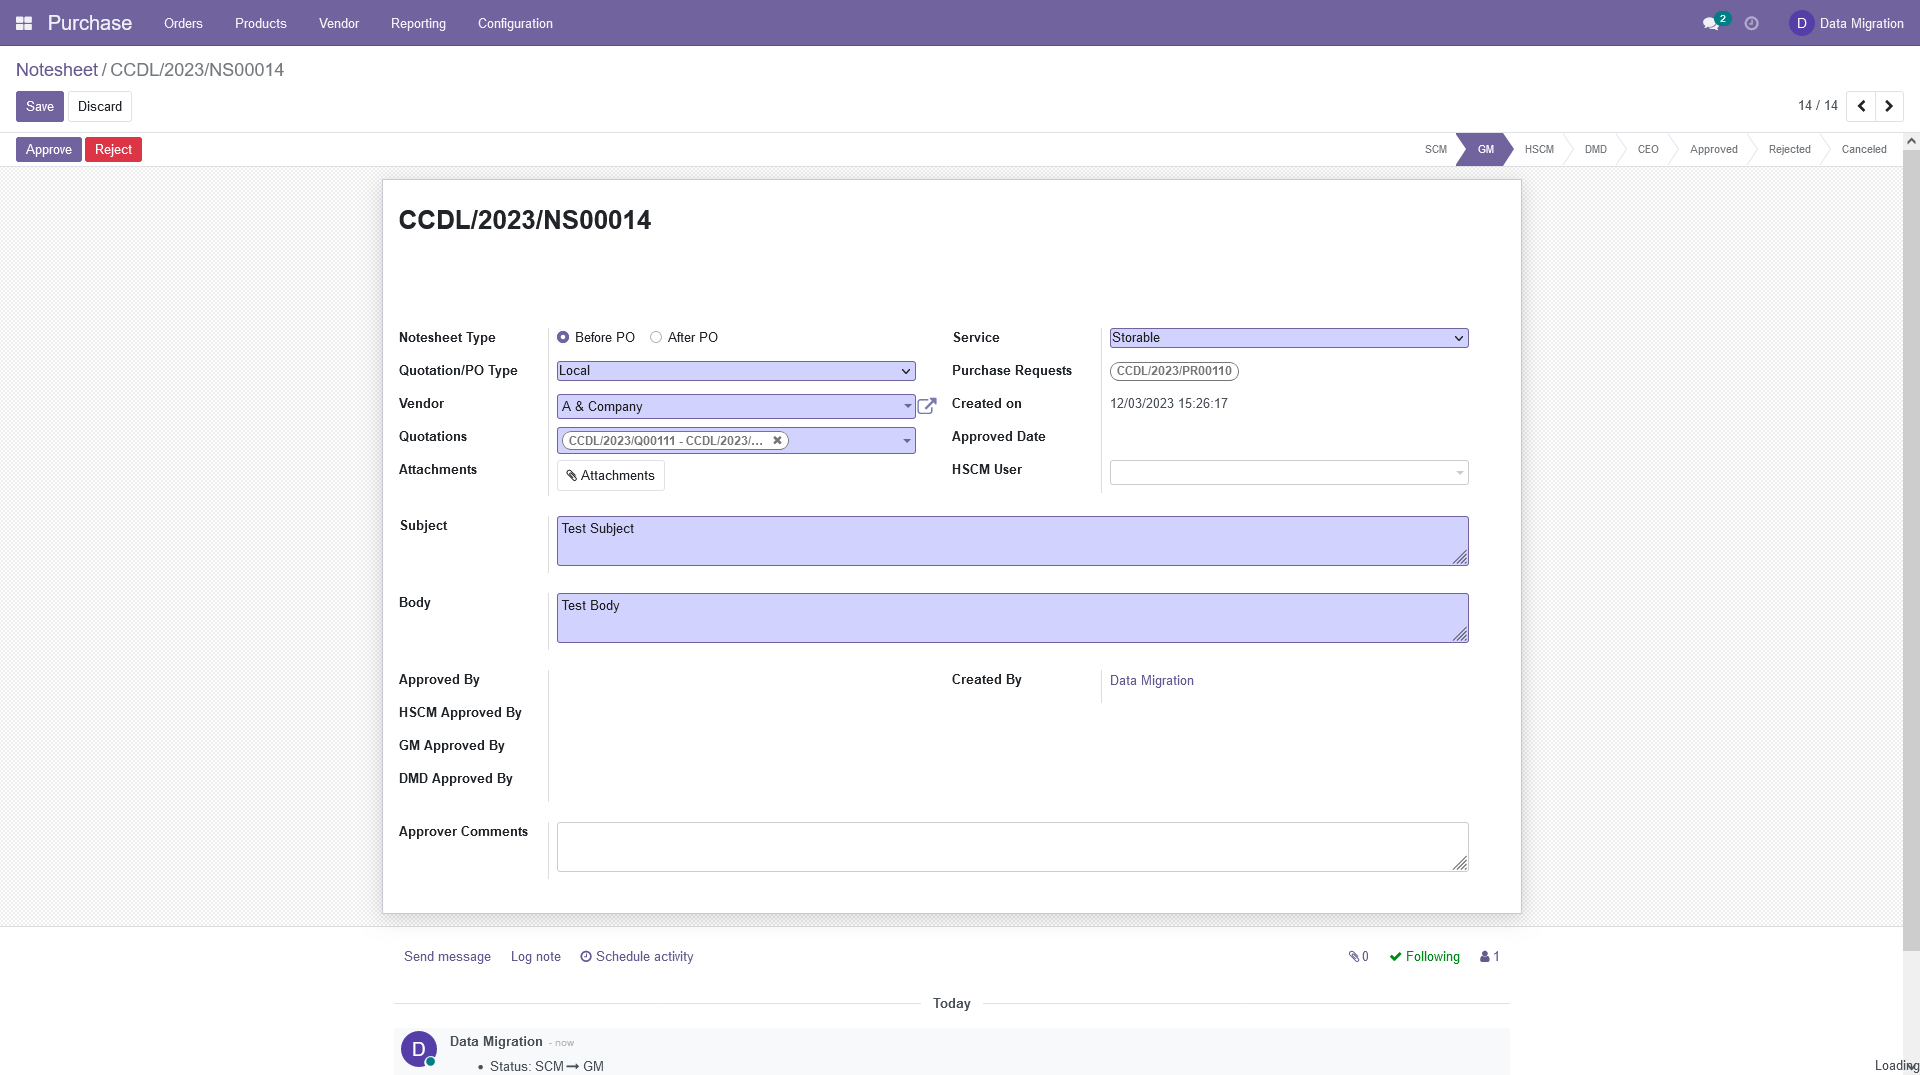 Purchase Orders Products Vendor Reporting Configuration 2 D Data Migration
Notesheet / CCDL/2023/NS00014
Save Discard 14 / 14
Approve Reject SCM GM HSCM DMD CEO Approved Rejected Canceled
CCDL/2023/NS00014
Notesheet Type Before PO After PO Service Storable
Quotation/PO Type Local Purchase Requests CCDL/2023/PR00110
Vendor A & Company Created on 12/03/2023 15:26:17
Quotations CCDL/2023/Q00111 - CCDL/2023/... Approved Date
Attachments Attachments HSCM User
Subject Test Subject
Body Test Body
Approved By Created By Data Migration
HSCM Approved By
GM Approved By
DMD Approved By
Approver Comments
Send message Log note Schedule activity 0 Following 1
Today
D Data Migration - now
• Status: SCM → GM
Loading